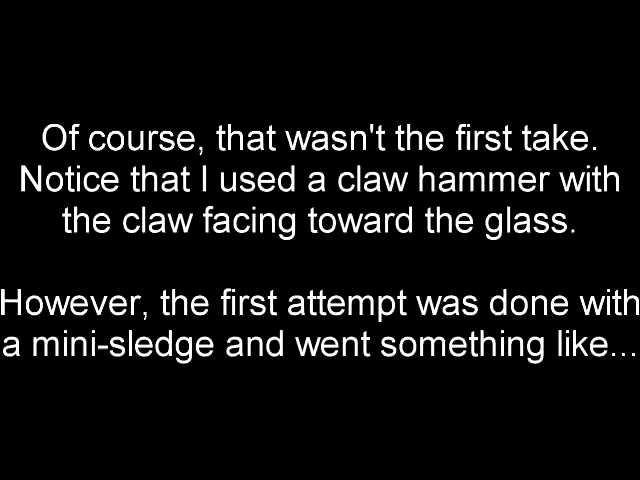 Of course, that wasn't the first take.
Notice that I used a claw hammer with
the claw facing toward the glass.
However, the first attempt was done with
a mini-sledge and went something like...